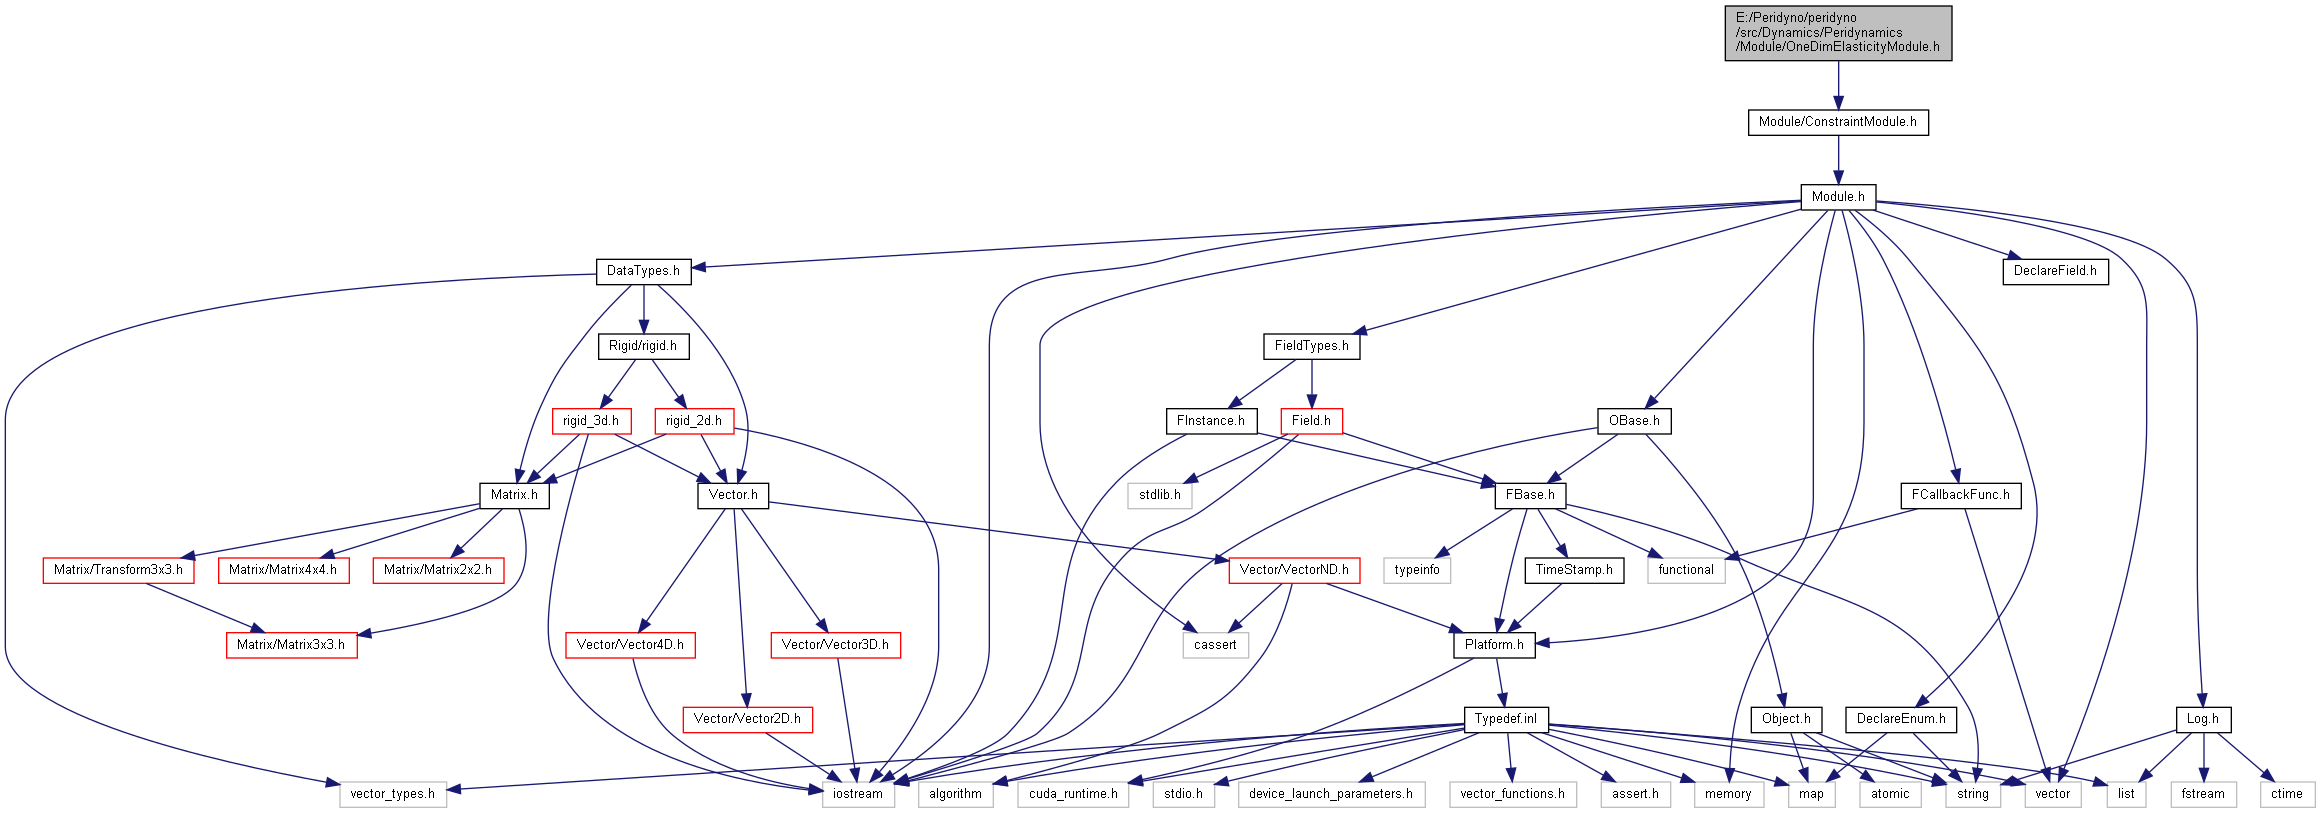 E:/Peridyno/peridyno
/src/Dynamics/Peridynamics
/Module/OneDimElasticityModule.h
Module/ConstraintModule.h
Module.h
DataTypes.h
DeclareField.h
Rigid/rigid.h
FieldTypes.h
rigid_3d.h
rigid_2d.h
FInstance.h
Field.h
OBase.h
Matrix.h
Vector.h
stdlib.h
FBase.h
FCallbackFunc.h
Matrix/Transform3x3.h
Matrix/Matrix4x4.h
Matrix/Matrix2x2.h
Vector/VectorND.h
typeinfo
TimeStamp.h
functional
Matrix/Matrix3x3.h
Vector/Vector4D.h
Vector/Vector3D.h
cassert
Platform.h
Vector/Vector2D.h
Typedef.inl
Object.h
DeclareEnum.h
Log.h
vector_types.h
iostream
algorithm
cuda_runtime.h
stdio.h
device_launch_parameters.h
vector_functions.h
assert.h
memory
map
atomic
string
vector
list
fstream
ctime